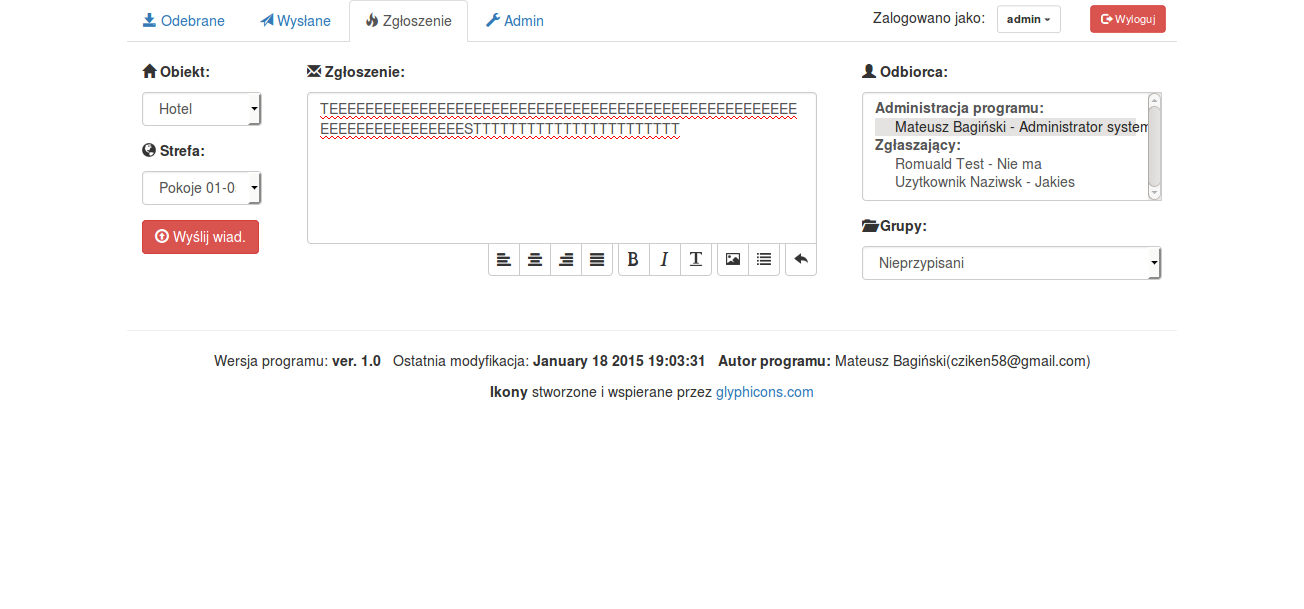 Odebrane Wysłane Zgłoszenie Admin Zalogowano jako: admin Wyloguj
Obiekt:
Hotel
Strefa:
Pokoje 01-0
Wyślij wiad.
Zgłoszenie:
TEEEEEEEEEEEEEEEEEEEEEEEEEEEEEEEEEEEEEEEEEEEEEEEEEEEE
EEEEEEEEEEEEEEEESTTTTTTTTTTTTTTTTTTTTTTT
B I T
Odbiorca:
Administracja programu:
Mateusz Bagiński - Administrator system
Zgłaszający:
Romuald Test - Nie ma
Uzytkownik Naziwsk - Jakies
Grupy:
Nieprzypisani
Wersja programu: ver. 1.0 Ostatnia modyfikacja: January 18 2015 19:03:31 Autor programu: Mateusz Bagiński(cziken58@gmail.com)
Ikony stworzone i wspierane przez glyphicons.com